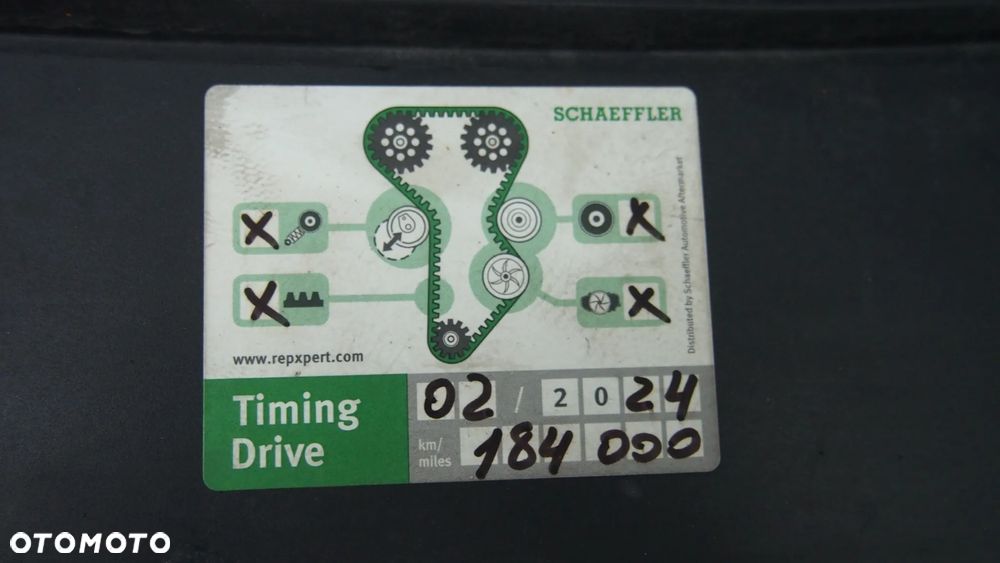 SCHAEFFLER
X
X
X
X
Distributed by Schaeffler Automotive Aftermarket
www.repxpert.com
Timing
Drive
02 / 2024
km/
miles
184 000
OTOMOTO